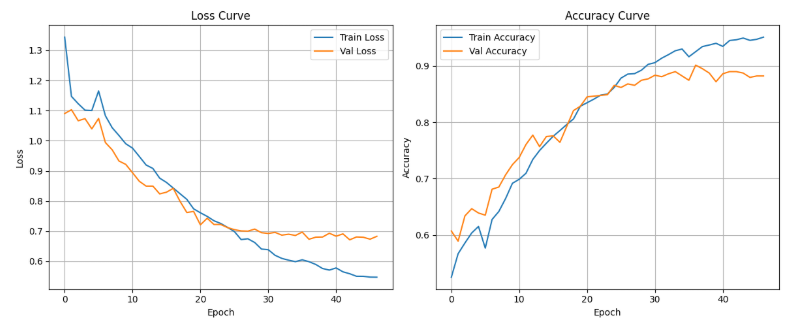 Loss Curve
Train Loss
Val Loss
1.3
1.2
1.1
1.0
0.9
0.8
0.7
0.6
Loss
0
10
20
30
40
Epoch
Accuracy Curve
Train Accuracy
Val Accuracy
0.9
0.8
0.7
0.6
Accuracy
0
10
20
30
40
Epoch